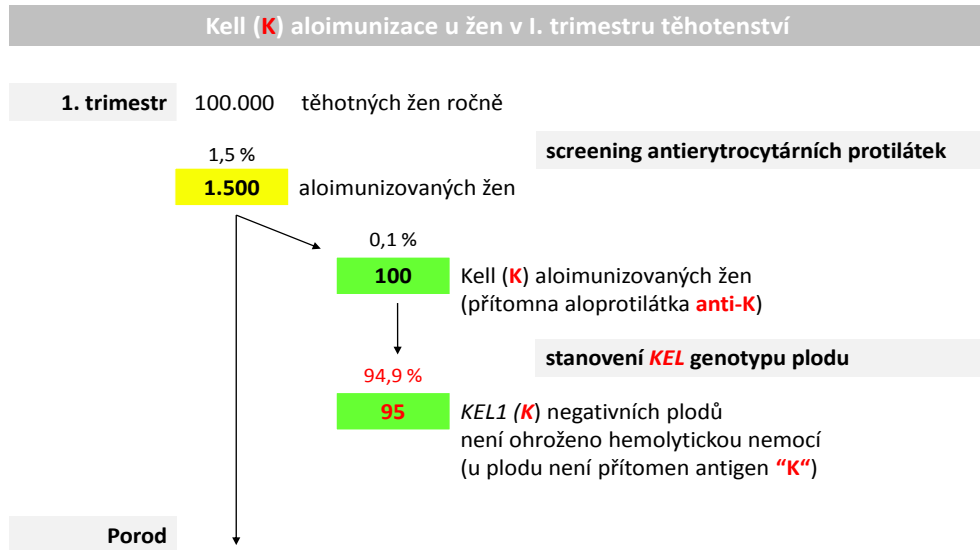 Kell (K) aloimunizace u žen v I. trimestru těhotenství
1. trimestr 100.000 těhotných žen ročně
1,5 % screening antierytrocytárních protilátek
1.500 aloimunizovaných žen
0,1 %
100 Kell (K) aloimunizovaných žen
(přítomna aloprotilátka anti-K)
stanovení KEL genotypu plodu
94,9 %
95 KEL1 (K) negativních plodů
není ohroženo hemolytickou nemocí
(u plodu není přítomen antigen “K“)
Porod